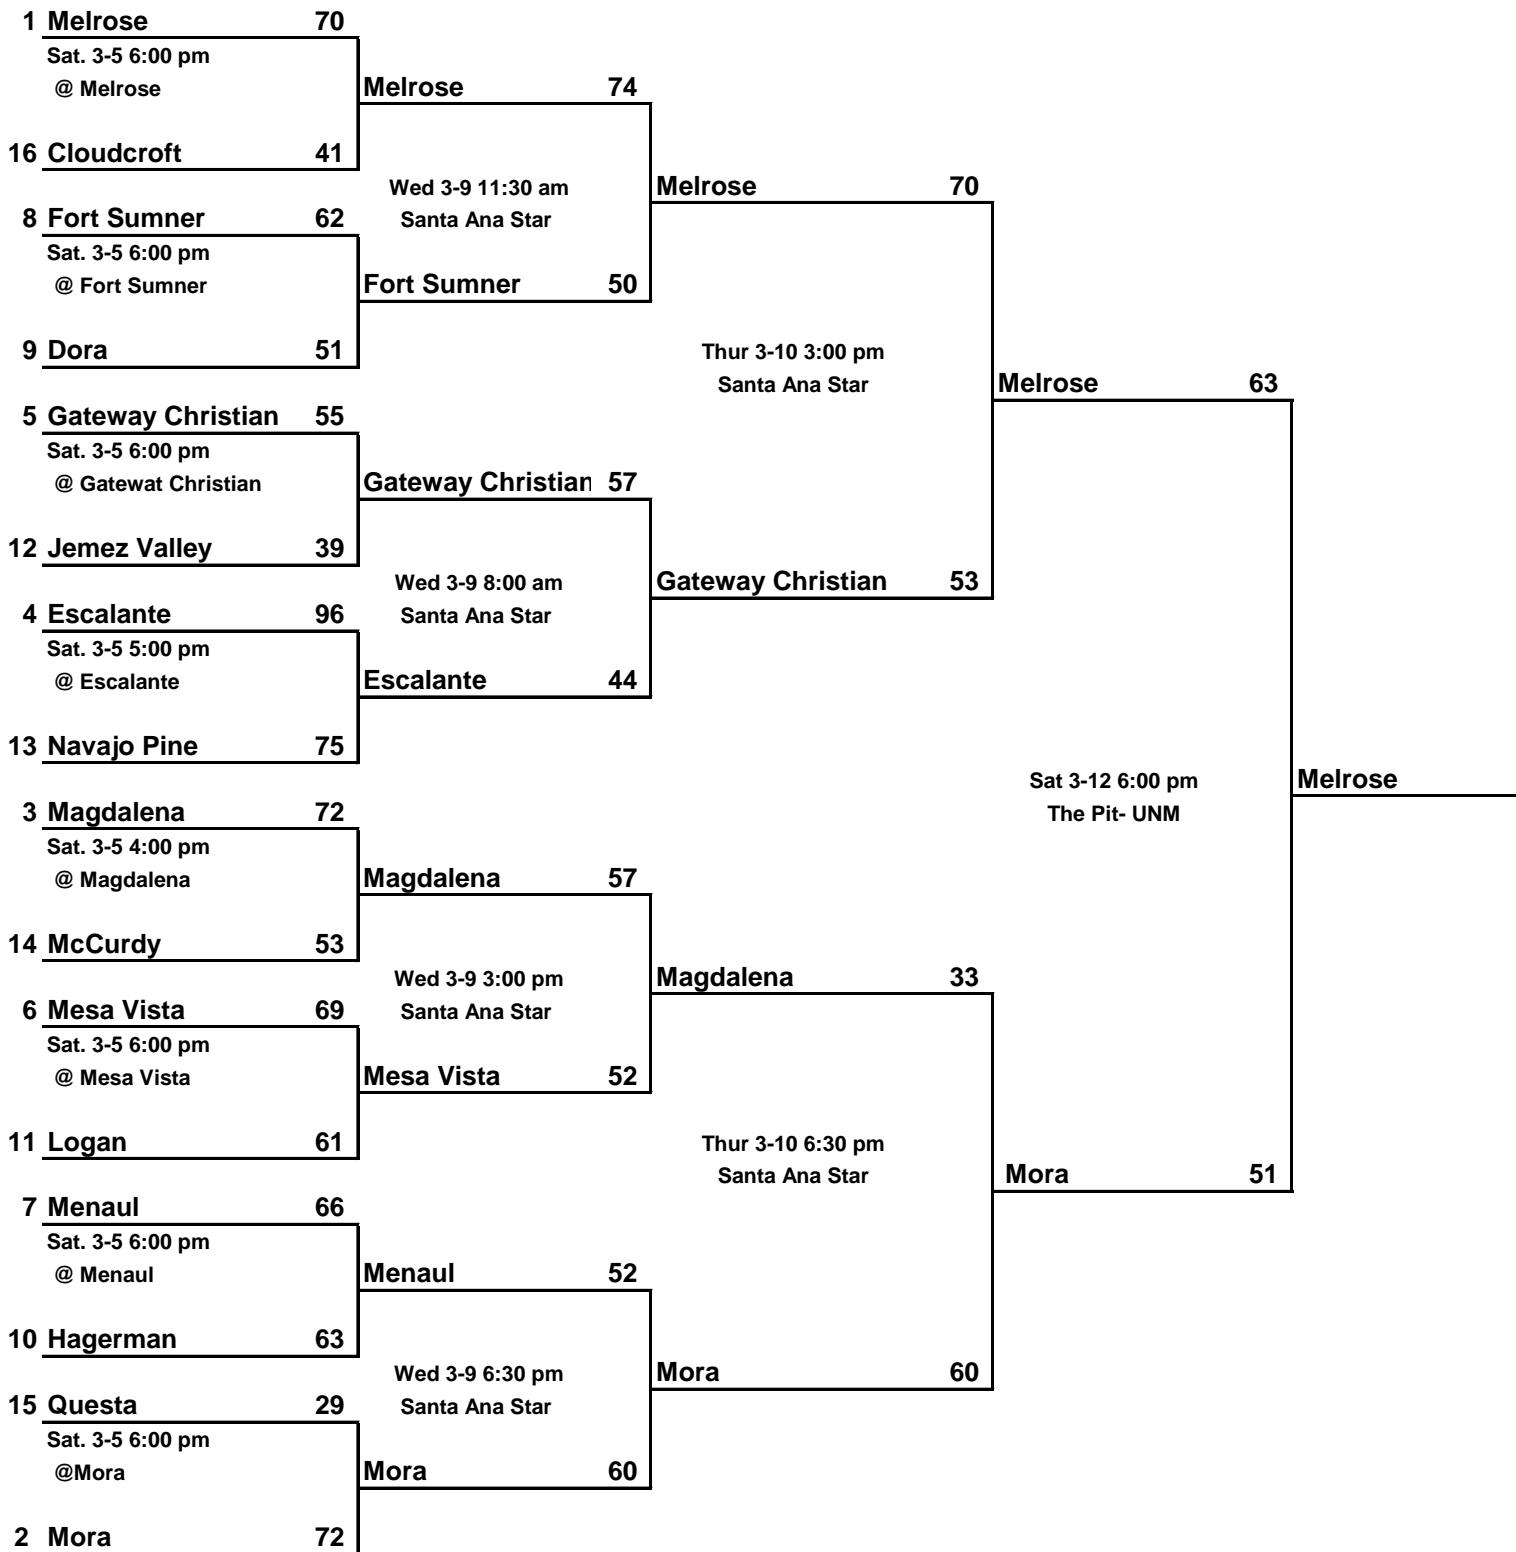 1 Melrose 70
Sat. 3-5 6:00 pm
@ Melrose
Melrose 74
16 Cloudcroft 41
Wed 3-9 11:30 am
Melrose 70
8 Fort Sumner 62
Santa Ana Star
Sat. 3-5 6:00 pm
@ Fort Sumner
Fort Sumner 50
9 Dora 51
Thur 3-10 3:00 pm
Santa Ana Star
Melrose 63
5 Gateway Christian 55
Sat. 3-5 6:00 pm
@ Gatewat Christian
Gateway Christian 57
12 Jemez Valley 39
Wed 3-9 8:00 am
Gateway Christian 53
4 Escalante 96
Santa Ana Star
Sat. 3-5 5:00 pm
@ Escalante
Escalante 44
13 Navajo Pine 75
Sat 3-12 6:00 pm
Melrose
3 Magdalena 72
The Pit- UNM
Sat. 3-5 4:00 pm
@ Magdalena
Magdalena 57
14 McCurdy 53
Wed 3-9 3:00 pm
Magdalena 33
6 Mesa Vista 69
Santa Ana Star
Sat. 3-5 6:00 pm
@ Mesa Vista
Mesa Vista 52
11 Logan 61
Thur 3-10 6:30 pm
Santa Ana Star
Mora 51
7 Menaul 66
Sat. 3-5 6:00 pm
@ Menaul
Menaul 52
10 Hagerman 63
Wed 3-9 6:30 pm
Mora 60
15 Questa 29
Santa Ana Star
Sat. 3-5 6:00 pm
@Mora
Mora 60
2 Mora 72